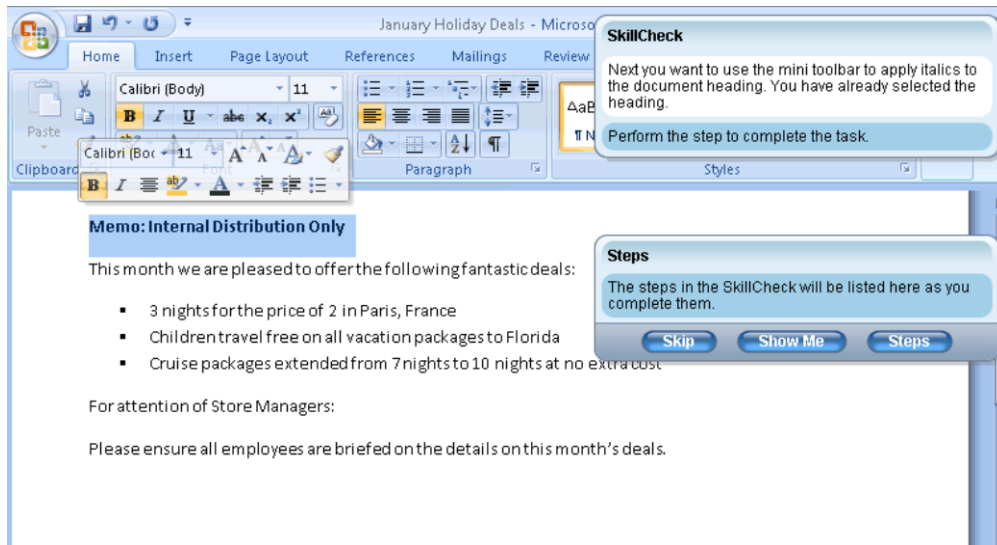 January Holiday Deals - Microso
Home Insert Page Layout References Mailings Review
Calibri (Body) 11
B I U abc X₂ X² Aa
Paste
AaB
¶ N
Clipboard
Paragraph
Styles
Calibri (Boc 11 A A A
B I ab A
SkillCheck
Next you want to use the mini toolbar to apply italics to
the document heading. You have already selected the
heading.
Perform the step to complete the task.
Memo: Internal Distribution Only
This month we are pleased to offer the following fantastic deals:
▪ 3 nights for the price of 2 in Paris, France
▪ Children travel free on all vacation packages to Florida
▪ Cruise packages extended from 7 nights to 10 nights at no extra cost
For attention of Store Managers:
Please ensure all employees are briefed on the details on this month's deals.
Steps
The steps in the SkillCheck will be listed here as you
complete them.
Skip Show Me Steps